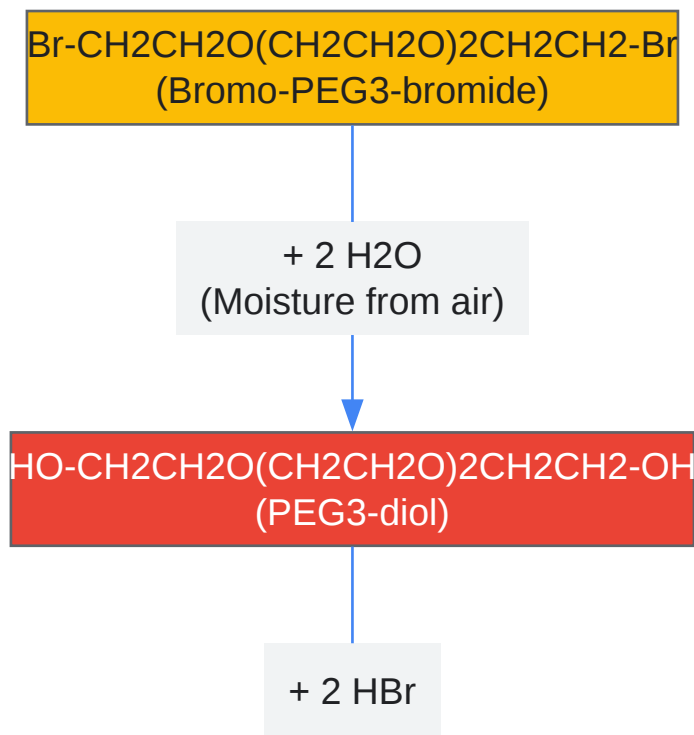 Br-CH2CH2O(CH2CH2O)2CH2CH2-Br
(Bromo-PEG3-bromide)
+ 2 H2O
(Moisture from air)
HO-CH2CH2O(CH2CH2O)2CH2CH2-OH
(PEG3-diol)
+ 2 HBr